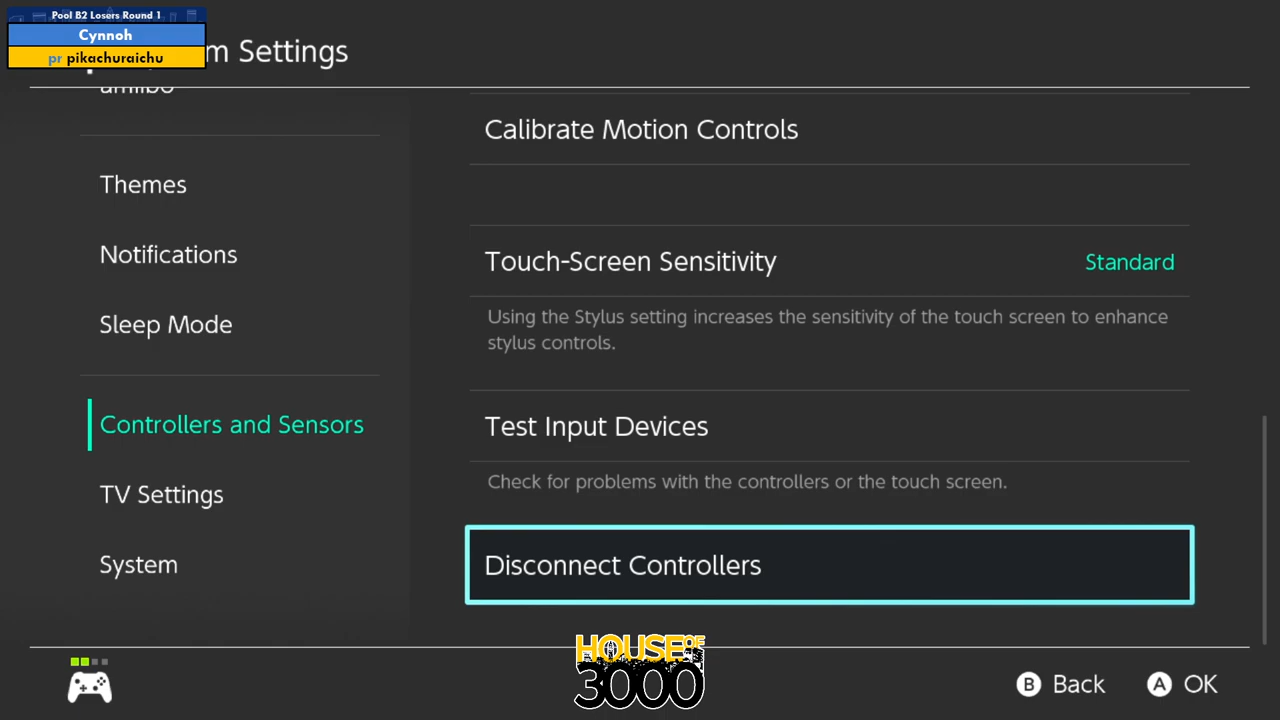 Pool B2 Losers Round 1
Cynnoh
pr pikachuraichu
m Settings
amiibo
Themes
Notifications
Sleep Mode
Controllers and Sensors
TV Settings
System
Calibrate Motion Controls
Touch-Screen Sensitivity Standard
Using the Stylus setting increases the sensitivity of the touch screen to enhance
stylus controls.
Test Input Devices
Check for problems with the controllers or the touch screen.
Disconnect Controllers
HOUSE OF
3000
B Back A OK